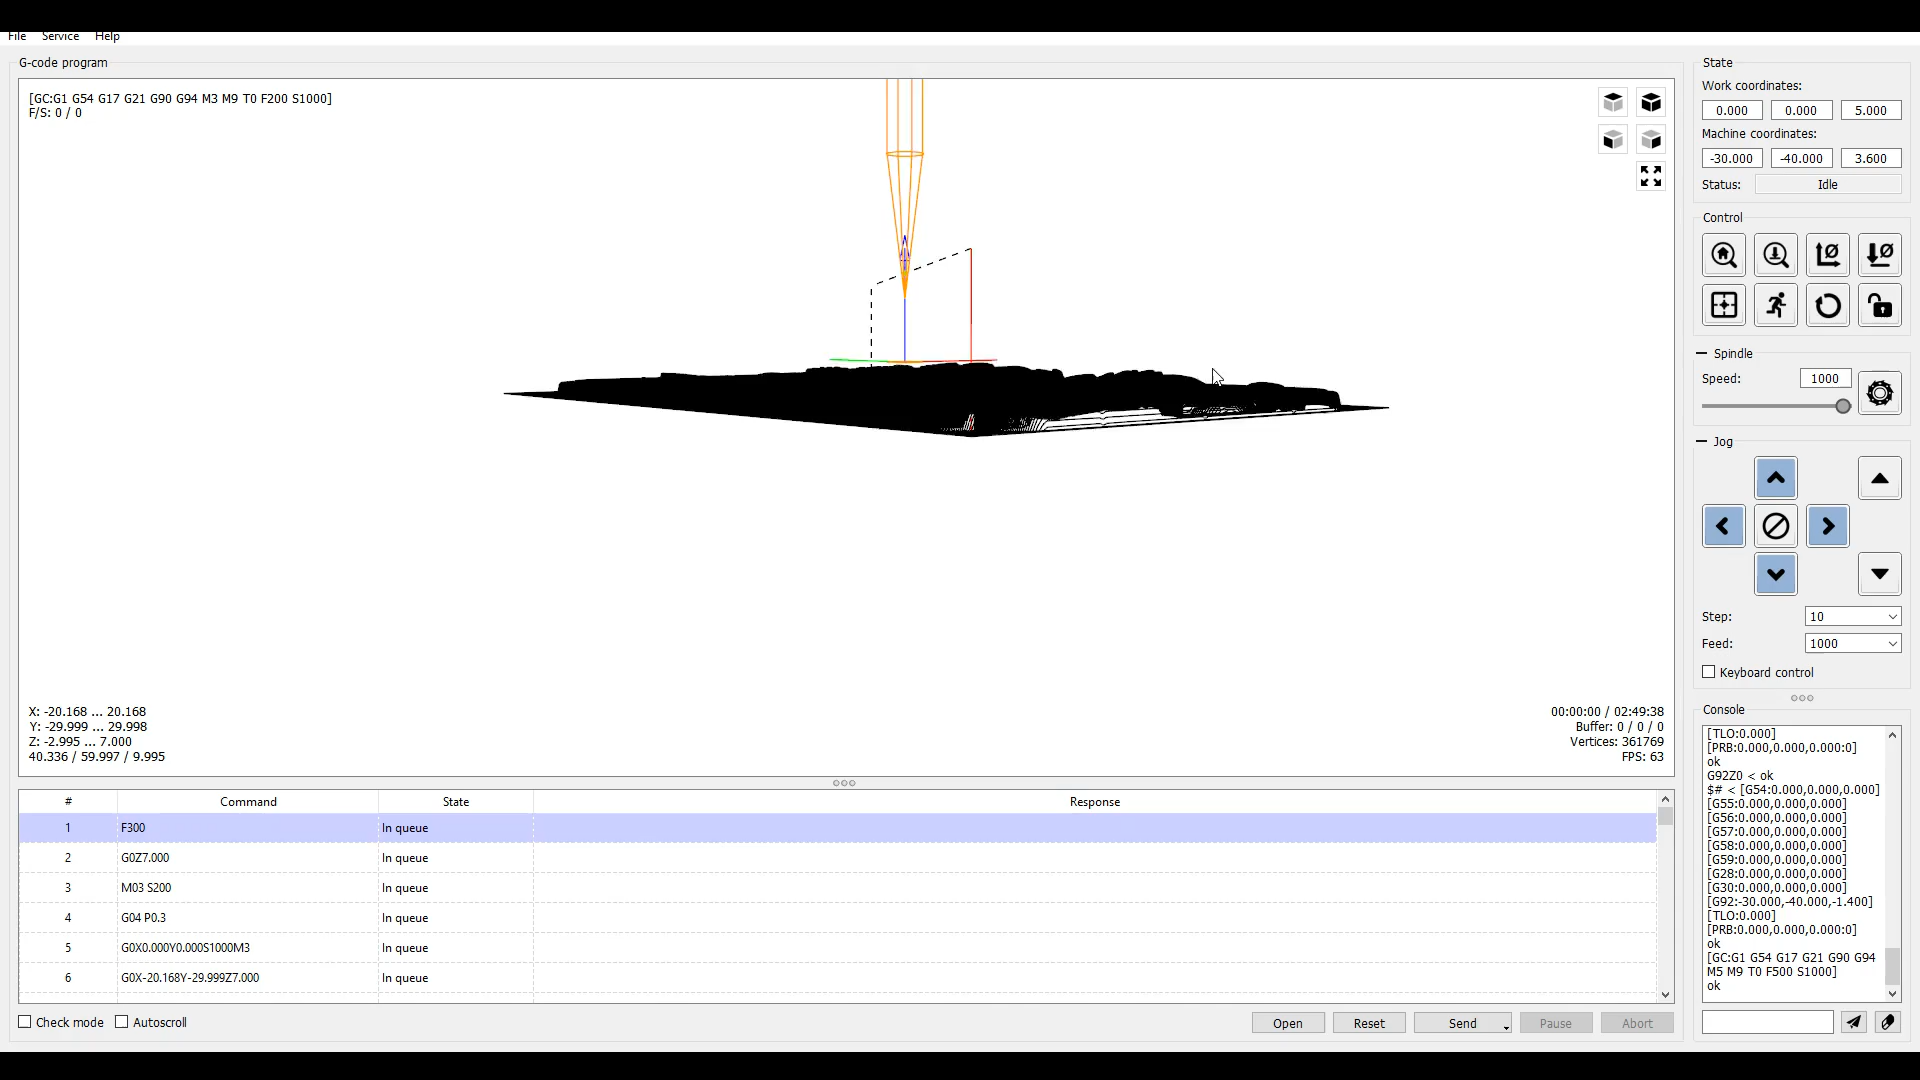 File Service Help
G-code program
[GC:G1 G54 G17 G21 G90 G94 M3 M9 T0 F200 S1000]
F/S: 0 / 0
X: -20.168 ... 20.168
Y: -29.999 ... 29.998
Z: -2.995 ... 7.000
40.336 / 59.997 / 9.995
00:00:00 / 02:49:38
Buffer: 0 / 0 / 0
Vertices: 361769
FPS: 63
# Command State Response
1 F300 In queue
2 G0Z7.000 In queue
3 M03 S200 In queue
4 G04 P0.3 In queue
5 G0X0.000Y0.000S1000M3 In queue
6 G0X-20.168Y-29.999Z7.000 In queue
Check mode Autoscroll
Open Reset Send Pause Abort
State
Work coordinates:
0.000 0.000 5.000
Machine coordinates:
-30.000 -40.000 3.600
Status: Idle
Control
Spindle
Speed: 1000
Jog
Step: 10
Feed: 1000
Keyboard control
Console
[TLO:0.000]
[PRB:0.000,0.000,0.000:0]
ok
G92Z0 < ok
$# < [G54:0.000,0.000,0.000]
[G55:0.000,0.000,0.000]
[G56:0.000,0.000,0.000]
[G57:0.000,0.000,0.000]
[G58:0.000,0.000,0.000]
[G59:0.000,0.000,0.000]
[G28:0.000,0.000,0.000]
[G30:0.000,0.000,0.000]
[G92:-30.000,-40.000,-1.400]
[TLO:0.000]
[PRB:0.000,0.000,0.000:0]
ok
[GC:G1 G54 G17 G21 G90 G94
M5 M9 T0 F500 S1000]
ok